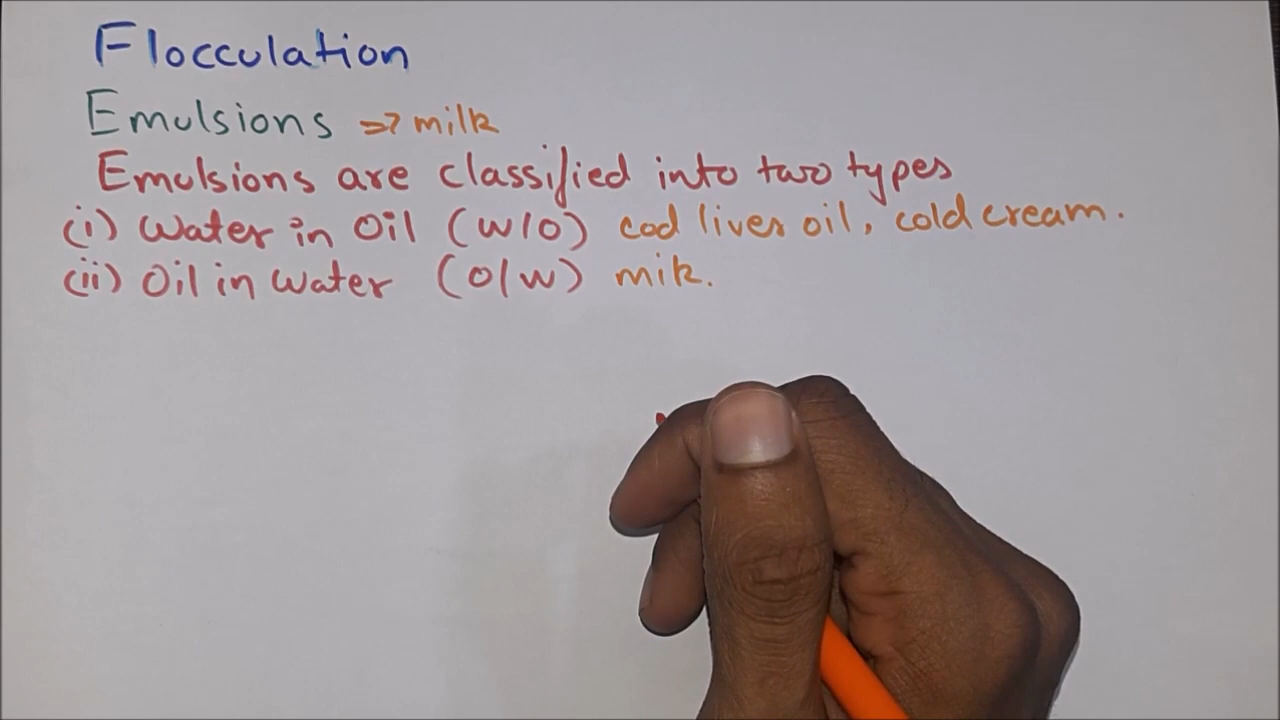 Flocculation
Emulsions => milk
Emulsions are classified into two types
(i) Water in Oil (W/O) cod liver oil, cold cream.
(ii) Oil in water (O/W) mik.